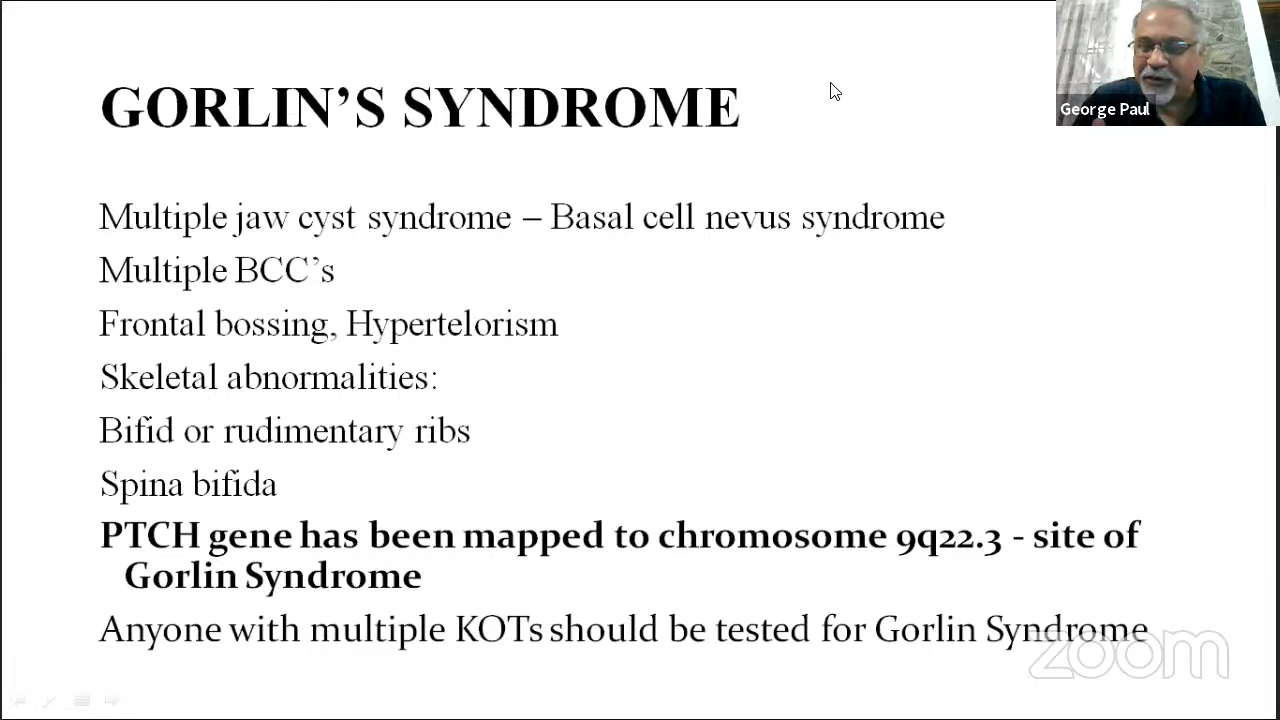 GORLIN’S SYNDROME
George Paul
Multiple jaw cyst syndrome – Basal cell nevus syndrome
Multiple BCC’s
Frontal bossing, Hypertelorism
Skeletal abnormalities:
Bifid or rudimentary ribs
Spina bifida
PTCH gene has been mapped to chromosome 9q22.3 - site of
Gorlin Syndrome
Anyone with multiple KOTs should be tested for Gorlin Syndrome
zoom